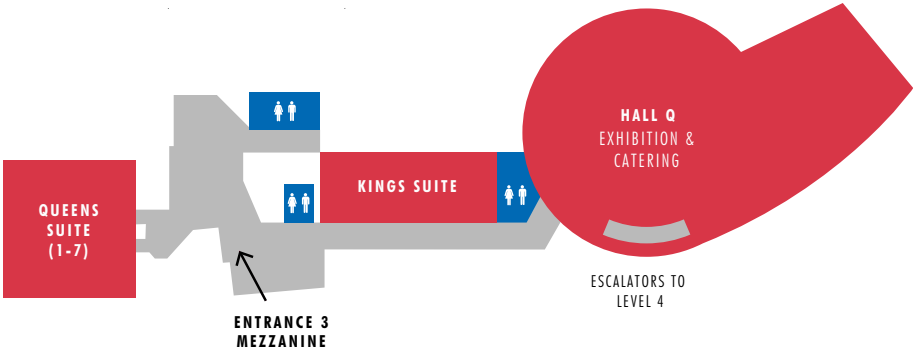 HALL Q
EXHIBITION &
CATERING
KINGS SUITE
QUEENS
SUITE
(1-7)
ESCALATORS TO
LEVEL 4
ENTRANCE 3
MEZZANINE